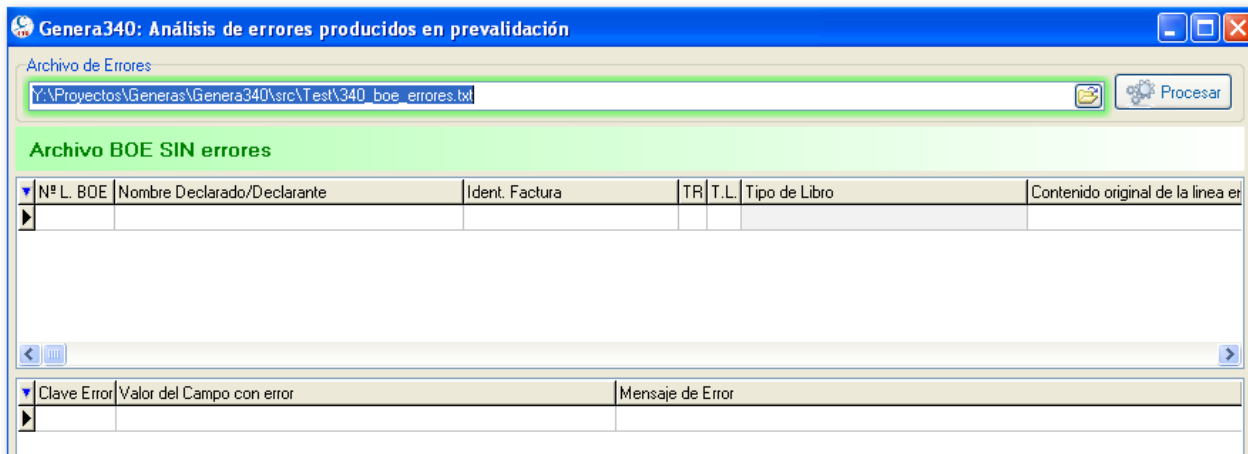 Genera340: Análisis de errores producidos en prevalidación
Archivo de Errores
Y:\Proyectos\Generas\Genera340\src\Test\340_boe_errores.txt
Procesar
Archivo BOE SIN errores
Nº L. BOE Nombre Declarado/Declarante Ident. Factura TR T.L. Tipo de Libro Contenido original de la linea er
Clave Error Valor del Campo con error Mensaje de Error